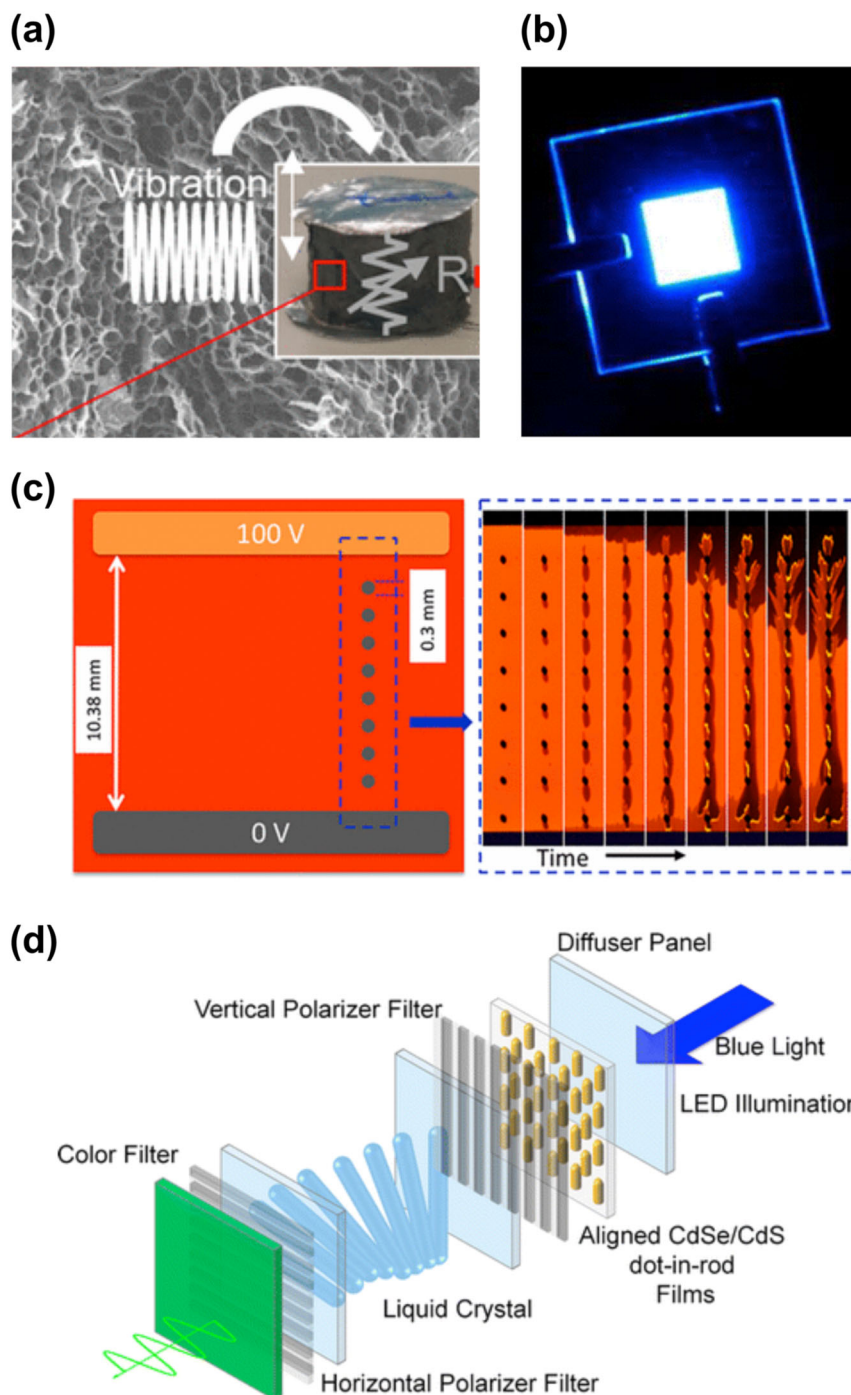 (a)
Vibration
R
(b)
(c)
100 V
10.38 mm
0.3 mm
0 V
Time
(d)
Diffuser Panel
Vertical Polarizer Filter
Blue Light
LED Illumination
Color Filter
Aligned CdSe/CdS
dot-in-rod
Films
Liquid Crystal
Horizontal Polarizer Filter